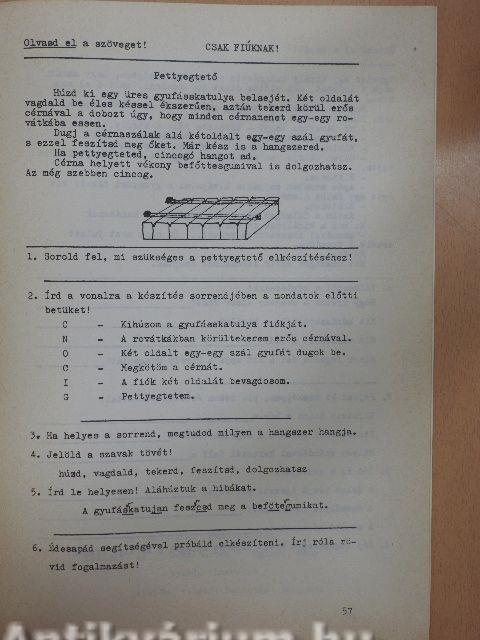 Olvasd el a szöveget!
CSAK FIÚKNAK!
Pettyegtető
Húzd ki egy üres gyufásskatulya belsejét. Két oldalát
vagdald be éles késsel ékszerűen, aztán tekerd körül erős
cérnával a dobozt úgy, hogy minden cérnamenet egy-egy ro-
vátkába essen.
Dugj a cérnaszálak alá kétoldalt egy-egy szál gyufát,
s ezzel feszítsd meg őket. Már kész is a hangszered.
Ha pettyegteted, cincogó hangot ad.
Cérna helyett vékony befőttesgumival is dolgozhatsz.
Az még szebben cincog.
1. Sorold fel, mi szükséges a pettyegtető elkészítéséhez!
2. Írd a vonalra a készítés sorrendjében a mondatok előtti
betűket!
C - Kihúzom a gyufásskatulya fiókját.
N - A rovátkákban körültekerem erős cérnával.
O - Két oldalt egy-egy szál gyufát dugok be.
C - Megkötöm a cérnát.
I - A fiók két oldalát bevagdosom.
G - Pettyegtetem.
3. Ha helyes a sorrend, megtudod milyen a hangszer hangja.
4. Jelöld a szavak tövét!
húzd, vagdald, tekerd, feszítsd, dolgozhatsz
5. Írd le helyesen! Aláhúztuk a hibákat.
A gyufáskatujan feszcsd meg a befötegumikat.
6. Édesapád segítségével próbáld elkészíteni. Írj róla rö-
vid fogalmazást!
57
Antikvárium.hu